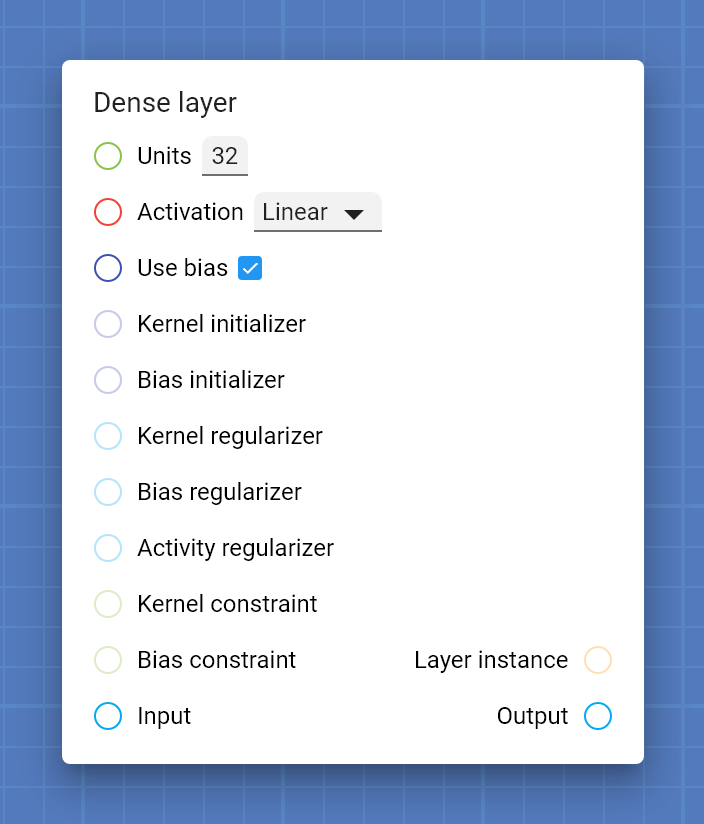 Dense layer
Units 32
Activation Linear
Use bias
Kernel initializer
Bias initializer
Kernel regularizer
Bias regularizer
Activity regularizer
Kernel constraint
Bias constraint Layer instance
Input Output